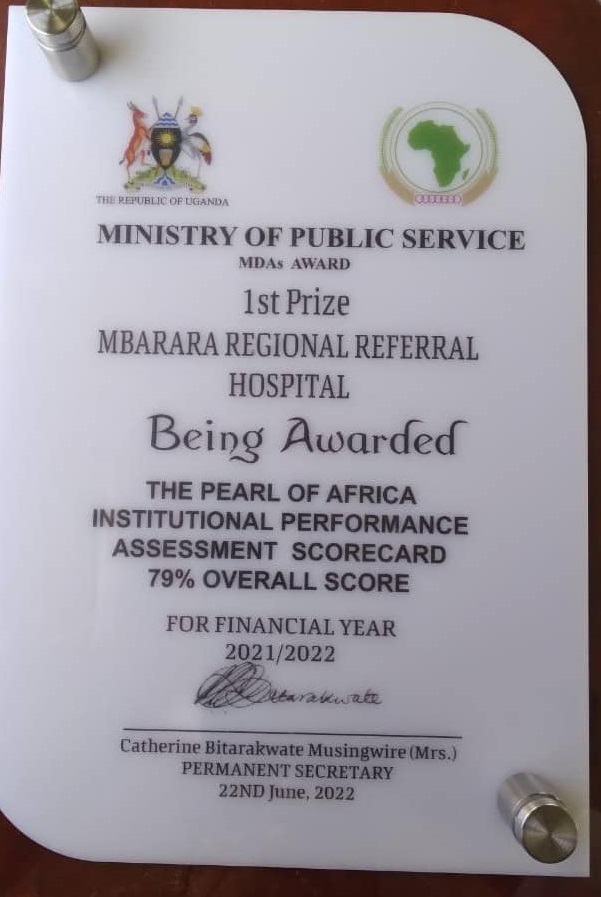 THE REPUBLIC OF UGANDA
MINISTRY OF PUBLIC SERVICE
MDAs AWARD
1st Prize
MBARARA REGIONAL REFERRAL
HOSPITAL
Being Awarded
THE PEARL OF AFRICA
INSTITUTIONAL PERFORMANCE
ASSESSMENT SCORECARD
79% OVERALL SCORE
FOR FINANCIAL YEAR
2021/2022
Catherine Bitarakwate Musingwire (Mrs.)
PERMANENT SECRETARY
22ND June, 2022